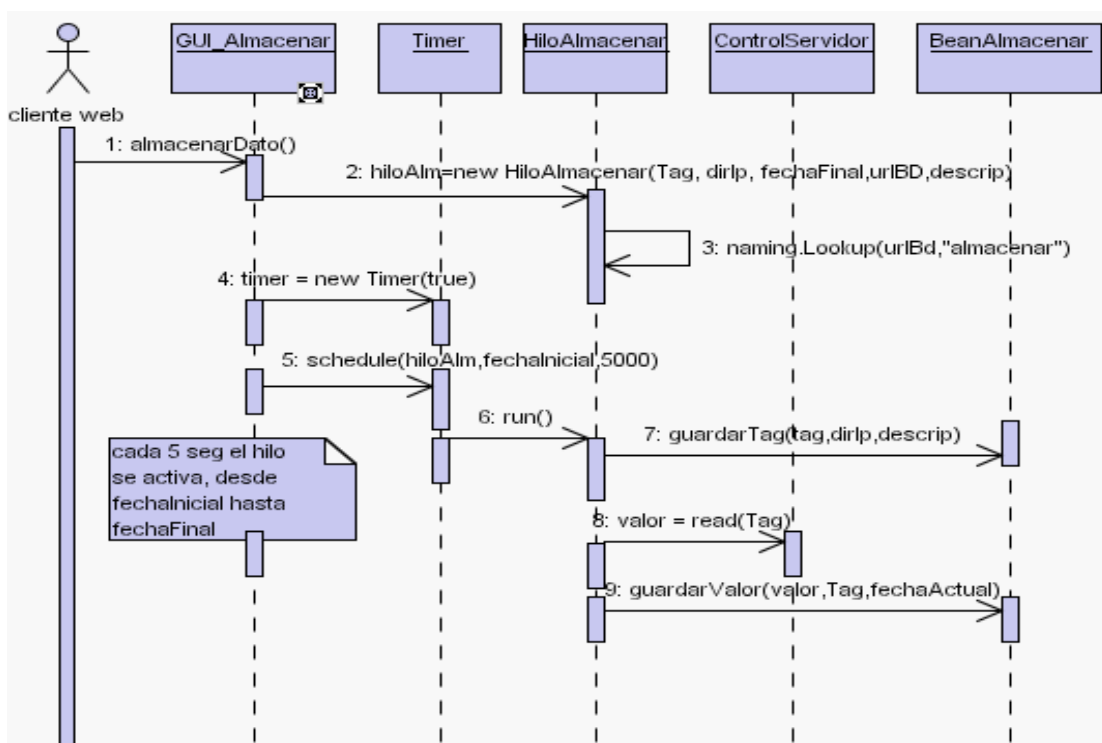 GUI_Almacenar
Timer
HiloAlmacenar
ControlServidor
BeanAlmacenar
cliente web
1: almacenarDato()
2: hiloAlm=new HiloAlmacenar(Tag, dirIp, fechaFinal,urlBD,descrip)
3: naming.Lookup(urlBd,"almacenar")
4: timer = new Timer(true)
5: schedule(hiloAlm,fechaInicial,5000)
6: run()
7: guardarTag(tag,dirIp,descrip)
cada 5 seg el hilo
se activa, desde
fechaInicial hasta
fechaFinal
8: valor = read(Tag)
9: guardarValor(valor,Tag,fechaActual)